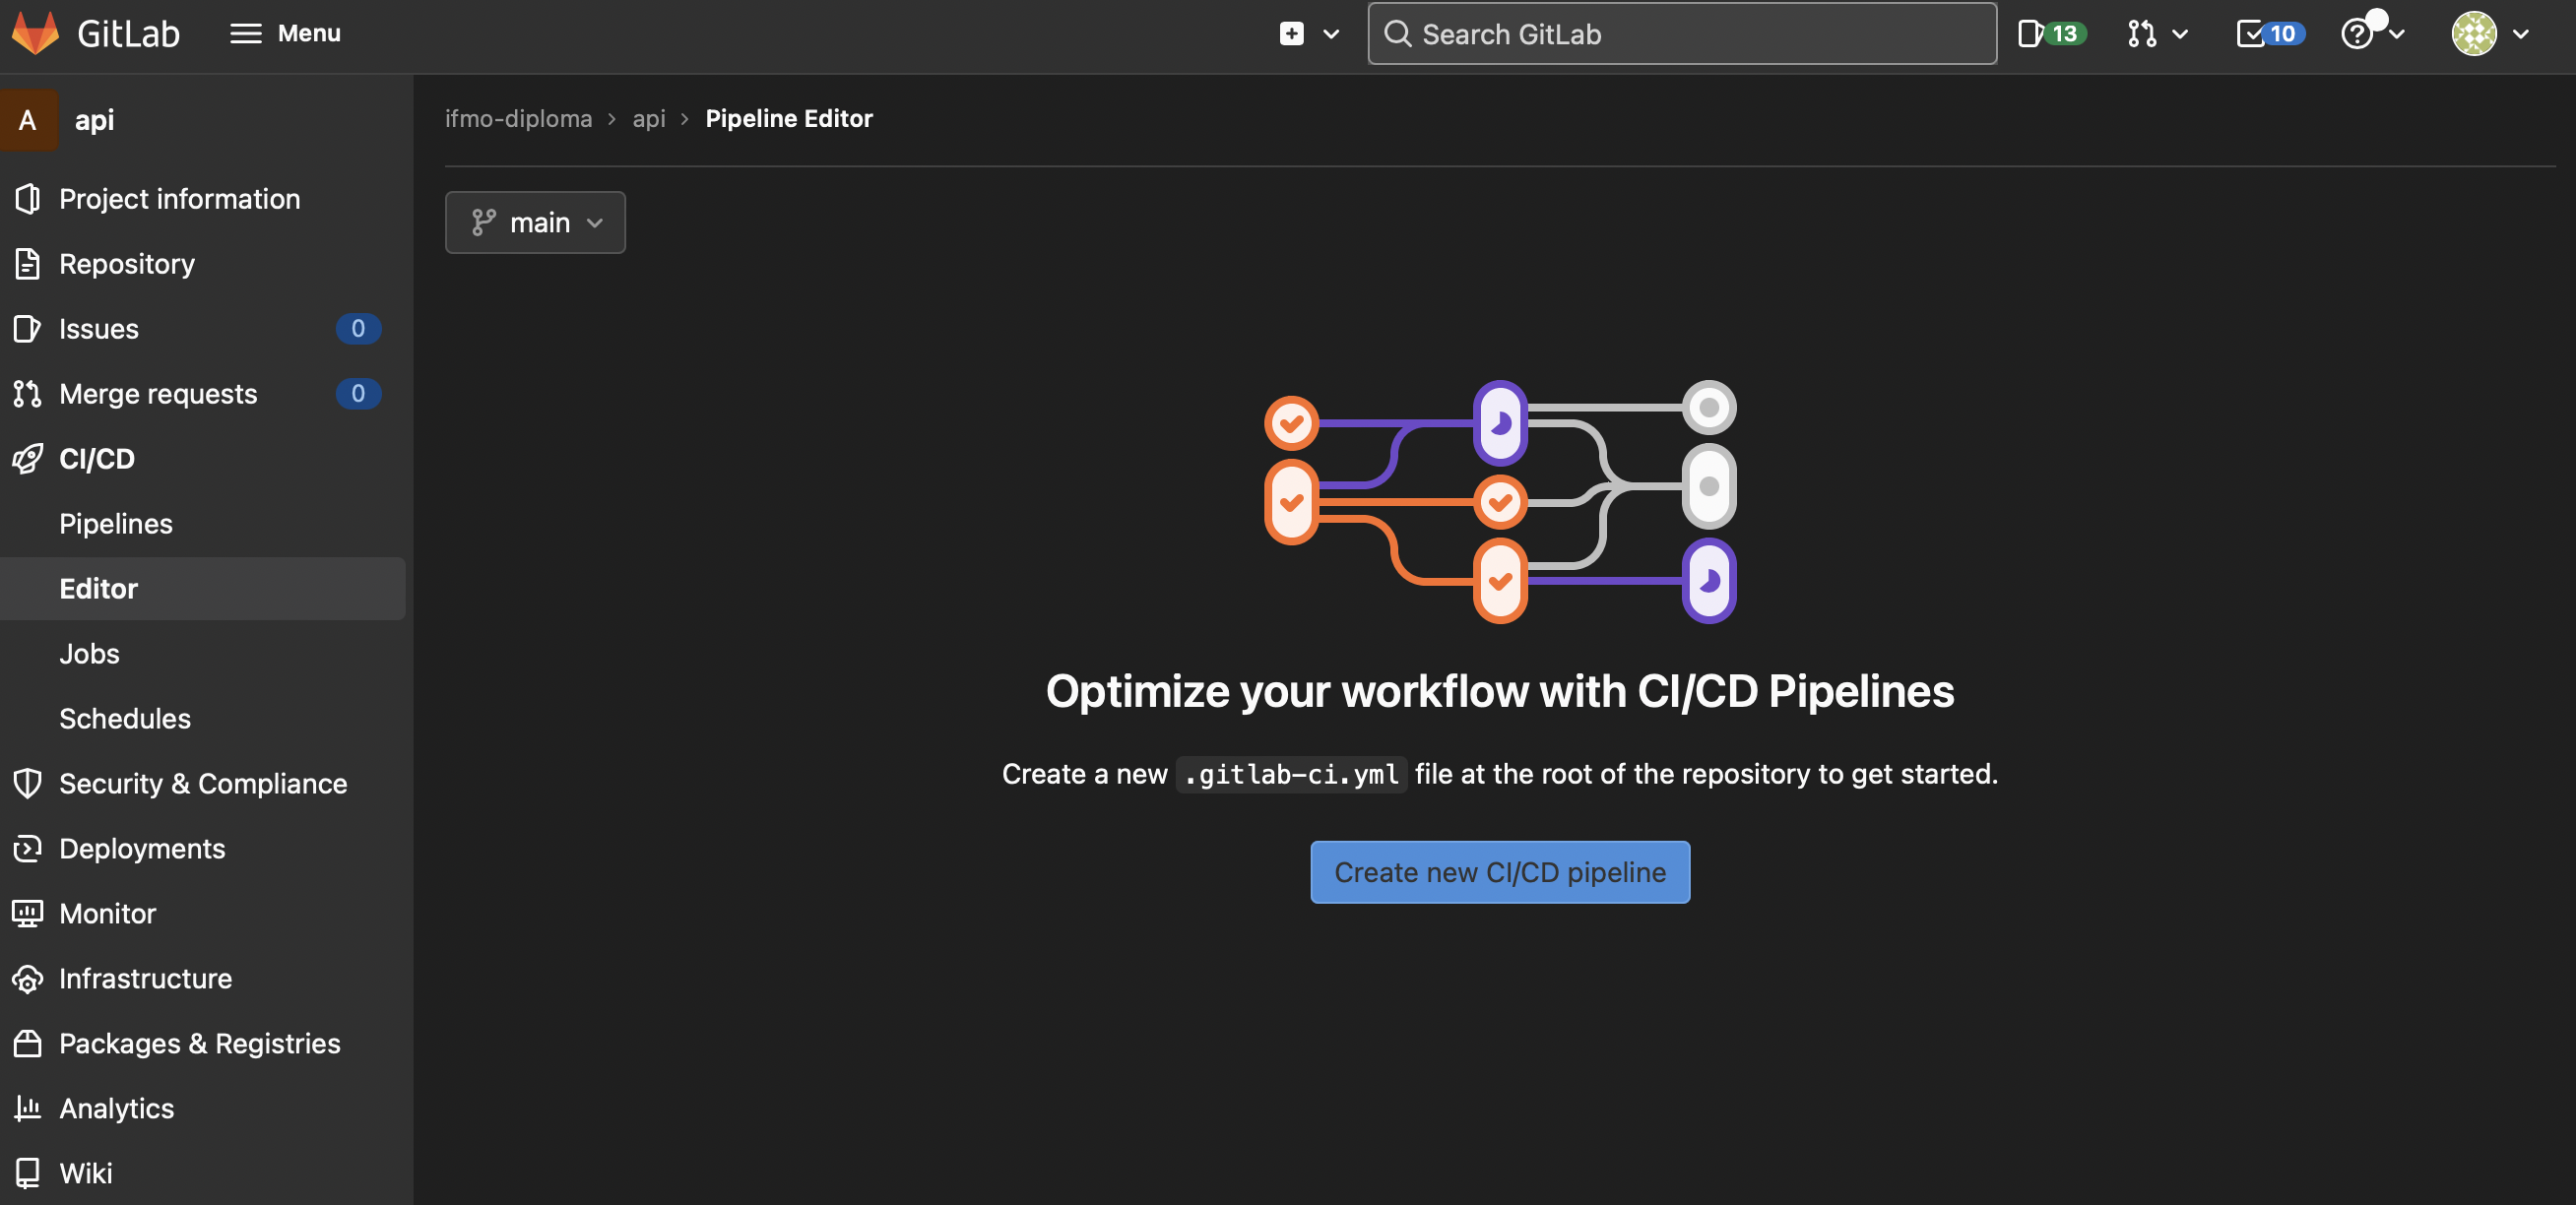 GitLab
Menu
Search GitLab
13
10
A
api
Project information
Repository
Issues 0
Merge requests 0
CI/CD
Pipelines
Editor
Jobs
Schedules
Security & Compliance
Deployments
Monitor
Infrastructure
Packages & Registries
Analytics
Wiki
ifmo-diploma > api > Pipeline Editor
main
Optimize your workflow with CI/CD Pipelines
Create a new .gitlab-ci.yml file at the root of the repository to get started.
Create new CI/CD pipeline